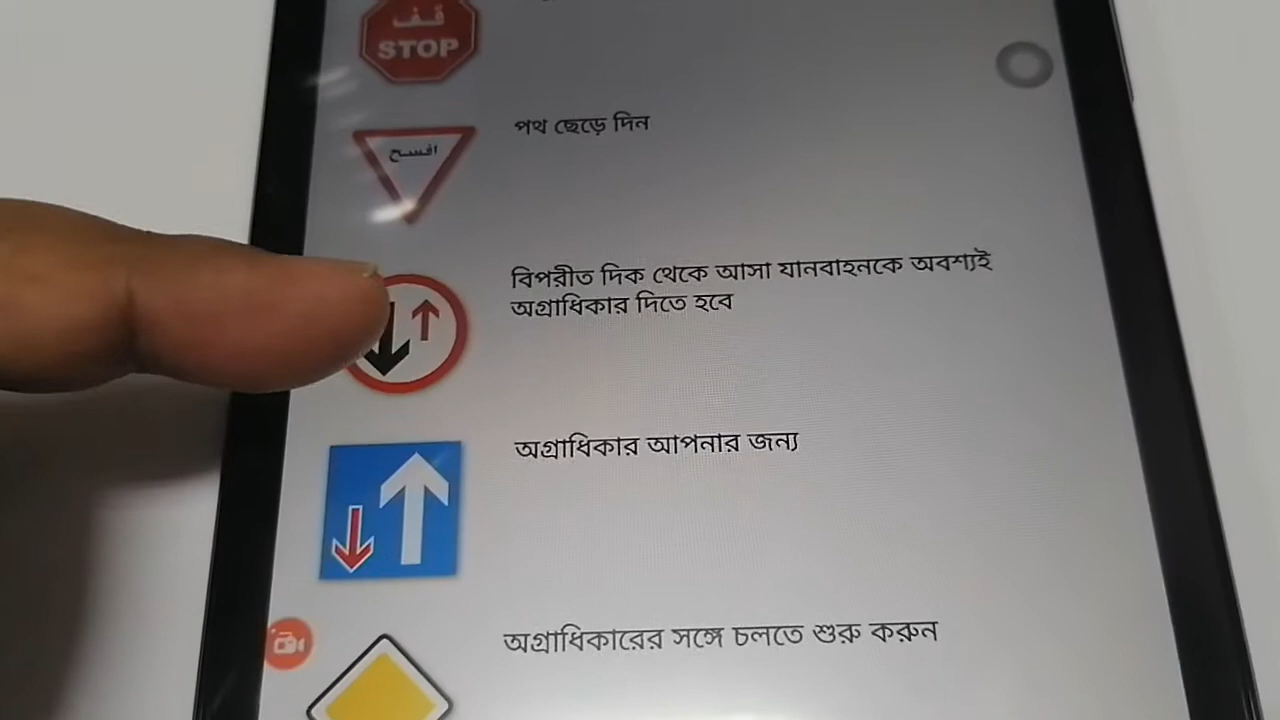 قف
STOP
পথ ছেড়ে দিন
افسح
বিপরীত দিক থেকে আসা যানবাহনকে অবশ্যই
অগ্রাধিকার দিতে হবে
অগ্রাধিকার আপনার জন্য
অগ্রাধিকারের সঙ্গে চলতে শুরু করুন